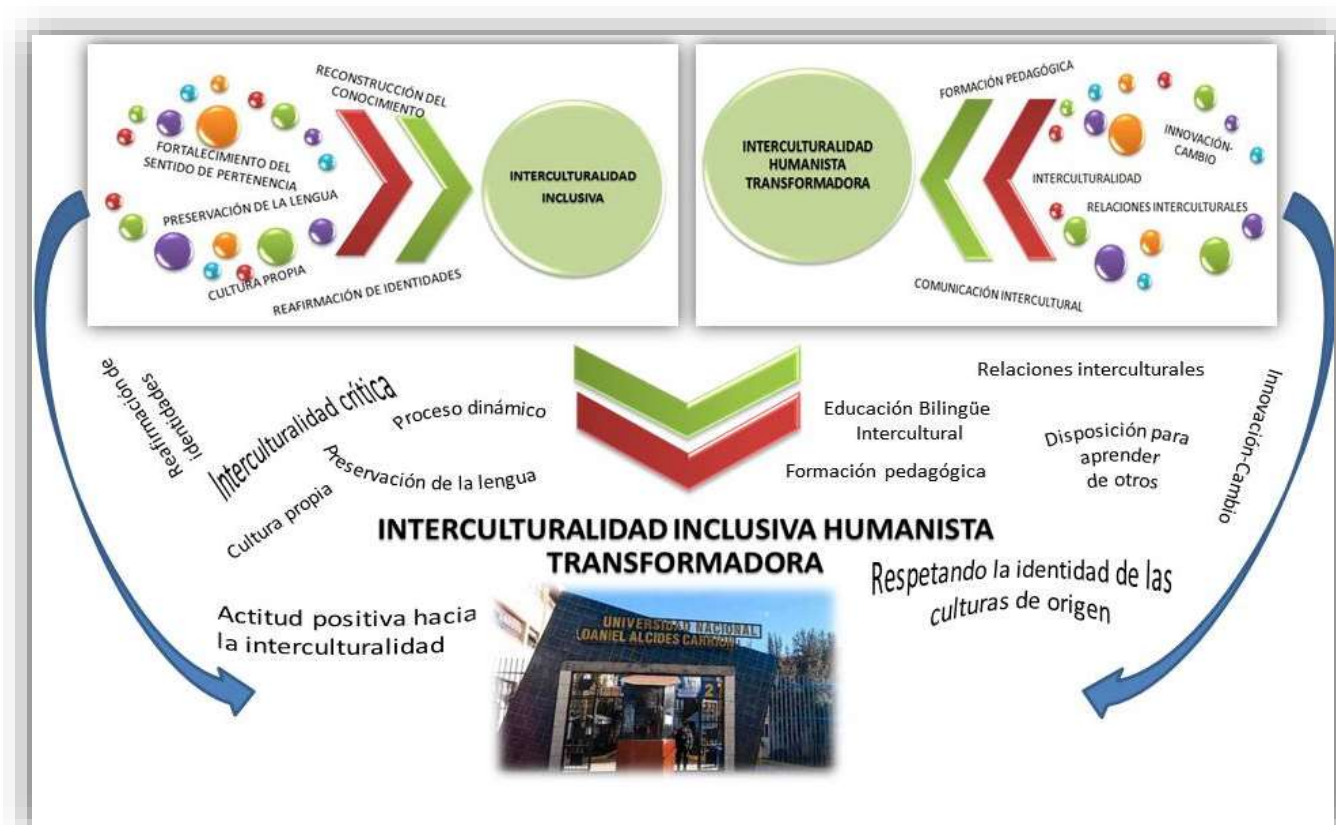 RECONSTRUCCIÓN DEL
CONOCIMIENTO
FORTALECIMIENTO DEL
SENTIDO DE PERTENENCIA
PRESERVACIÓN DE LA LENGUA
CULTURA PROPIA
REAFIRMACIÓN DE IDENTIDADES
INTERCULTURALIDAD
INCLUSIVA
INTERCULTURALIDAD
HUMANISTA
TRANSFORMADORA
FORMACIÓN PEDAGÓGICA
INNOVACIÓN-
CAMBIO
INTERCULTURALIDAD
RELACIONES INTERCULTURALES
COMUNICACIÓN INTERCULTURAL
Reafirmación de
identidades
Interculturalidad crítica
Proceso dinámico
Preservación de la lengua
Cultura propia
Relaciones interculturales
Educación Bilingüe
Intercultural
Formación pedagógica
Disposición para
aprender
de otros
Innovación-Cambio
INTERCULTURALIDAD INCLUSIVA HUMANISTA
TRANSFORMADORA
Actitud positiva hacia
la interculturalidad
Respetando la identidad de las
culturas de origen
UNIVERSIDAD NACIONAL
DANIEL ALCIDES CARRION
2